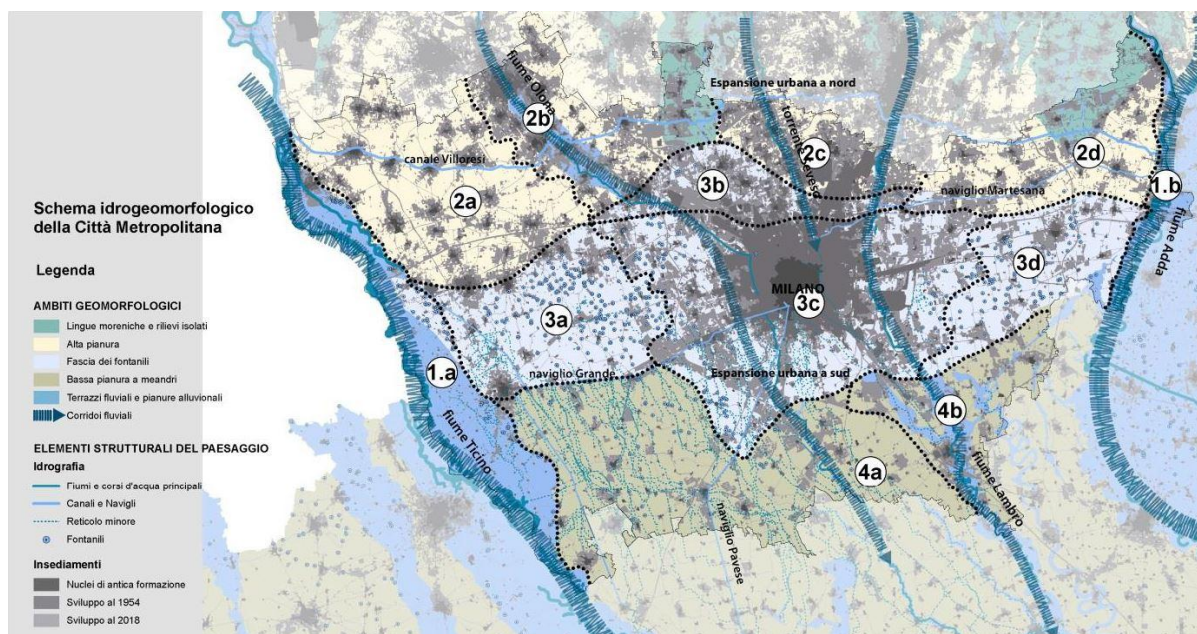 Schema idrogeomorfologico
della Città Metropolitana
Legenda
AMBITI GEOMORFOLOGICI
Lingue moreniche e rilievi isolati
Alta pianura
Fascia dei fontanili
Bassa pianura a meandri
Terrazzi fluviali e pianure alluvionali
Corridoi fluviali
ELEMENTI STRUTTURALI DEL PAESAGGIO
Idrografia
Fiumi e corsi d'acqua principali
Canali e Navigli
Reticolo minore
Fontanili
Insediamenti
Nuclei di antica formazione
Sviluppo al 1954
Sviluppo al 2018
fiume Olona
Espansione urbana a nord
2b
torrente Seveso
canale Villoresi
2c
2d
3b
naviglio Martesana
1.b
2a
fiume Adda
3d
MILANO
3c
3a
1.a
naviglio Grande
Espansione urbana a sud
fiume Ticino
4b
4a
fiume Lambro
naviglio Pavese